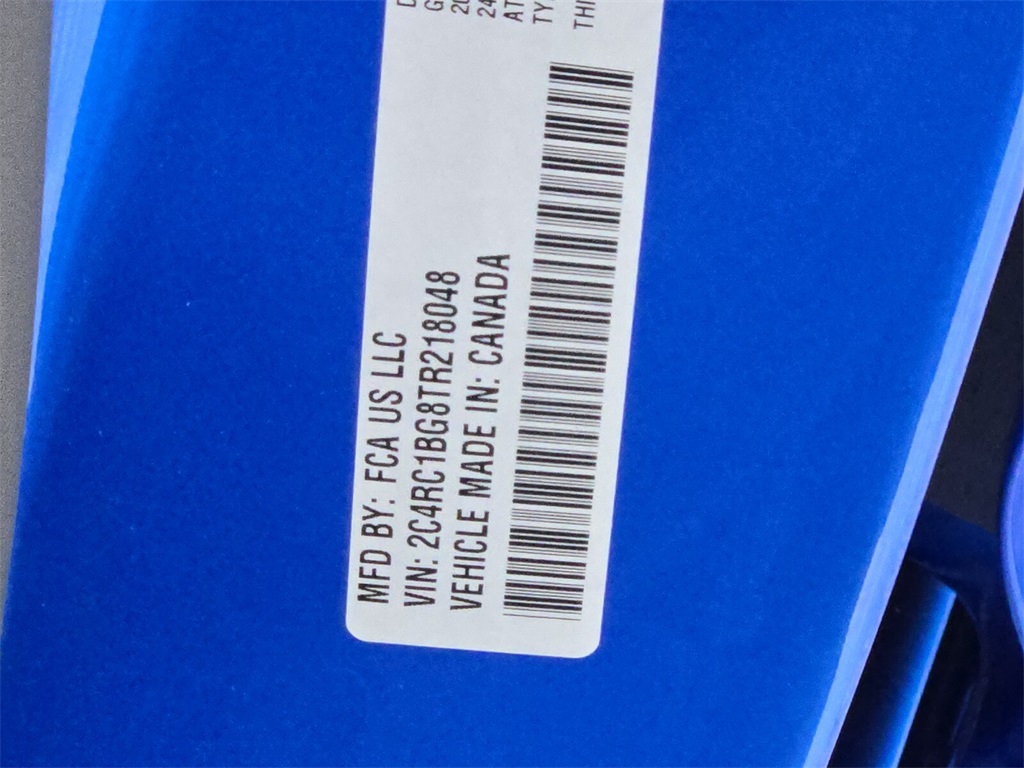 MFD BY: FCA US LLC
VIN: 2C4RC1BG8TR218048
VEHICLE MADE IN: CANADA